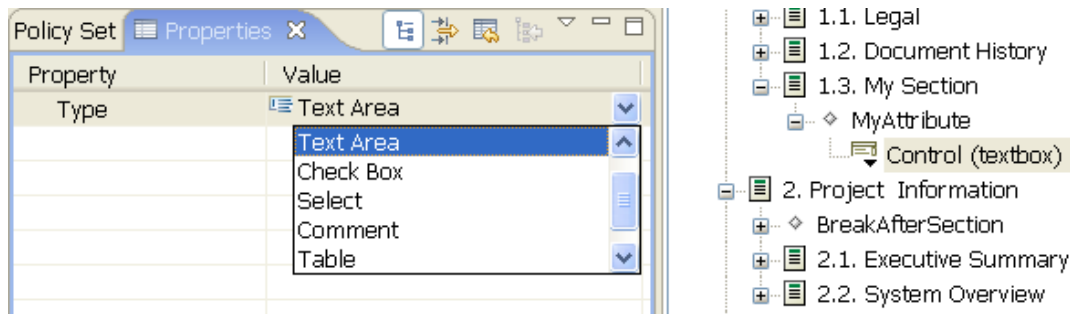 Policy Set Properties
Property Value
Type Text Area
Text Area
Check Box
Select
Comment
Table
1.1. Legal
1.2. Document History
1.3. My Section
MyAttribute
Control (textbox)
2. Project Information
BreakAfterSection
2.1. Executive Summary
2.2. System Overview